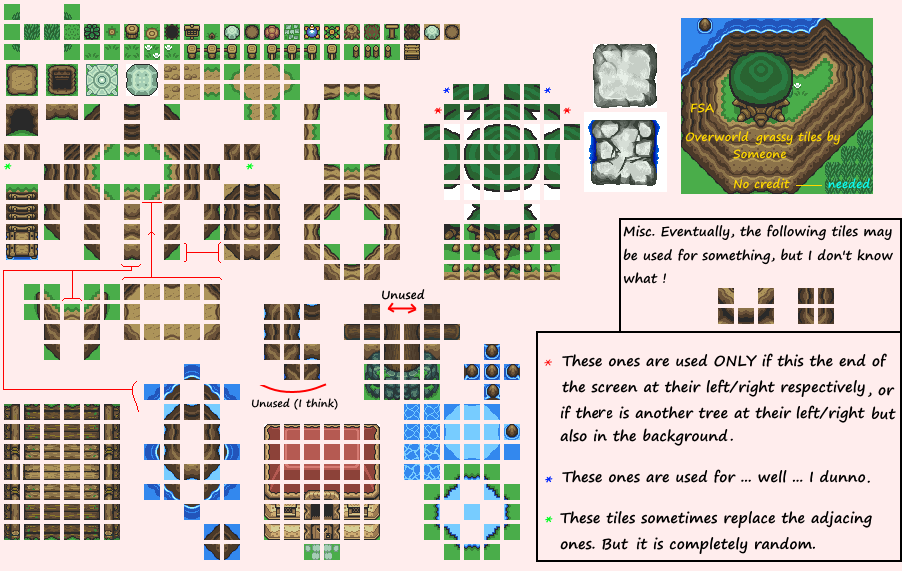 FSA
Overworld grassy tiles by
Someone
No credit ___ needed
Misc. Eventually, the following tiles may
be used for something, but I don't know
what !
Unused
Unused (I think)
* These ones are used ONLY if this the end of
the screen at their left/right respectively, or
if there is another tree at their left/right but
also in the background.
* These ones are used for ... well ... I dunno.
* These tiles sometimes replace the adjacing
ones. But it is completely random.